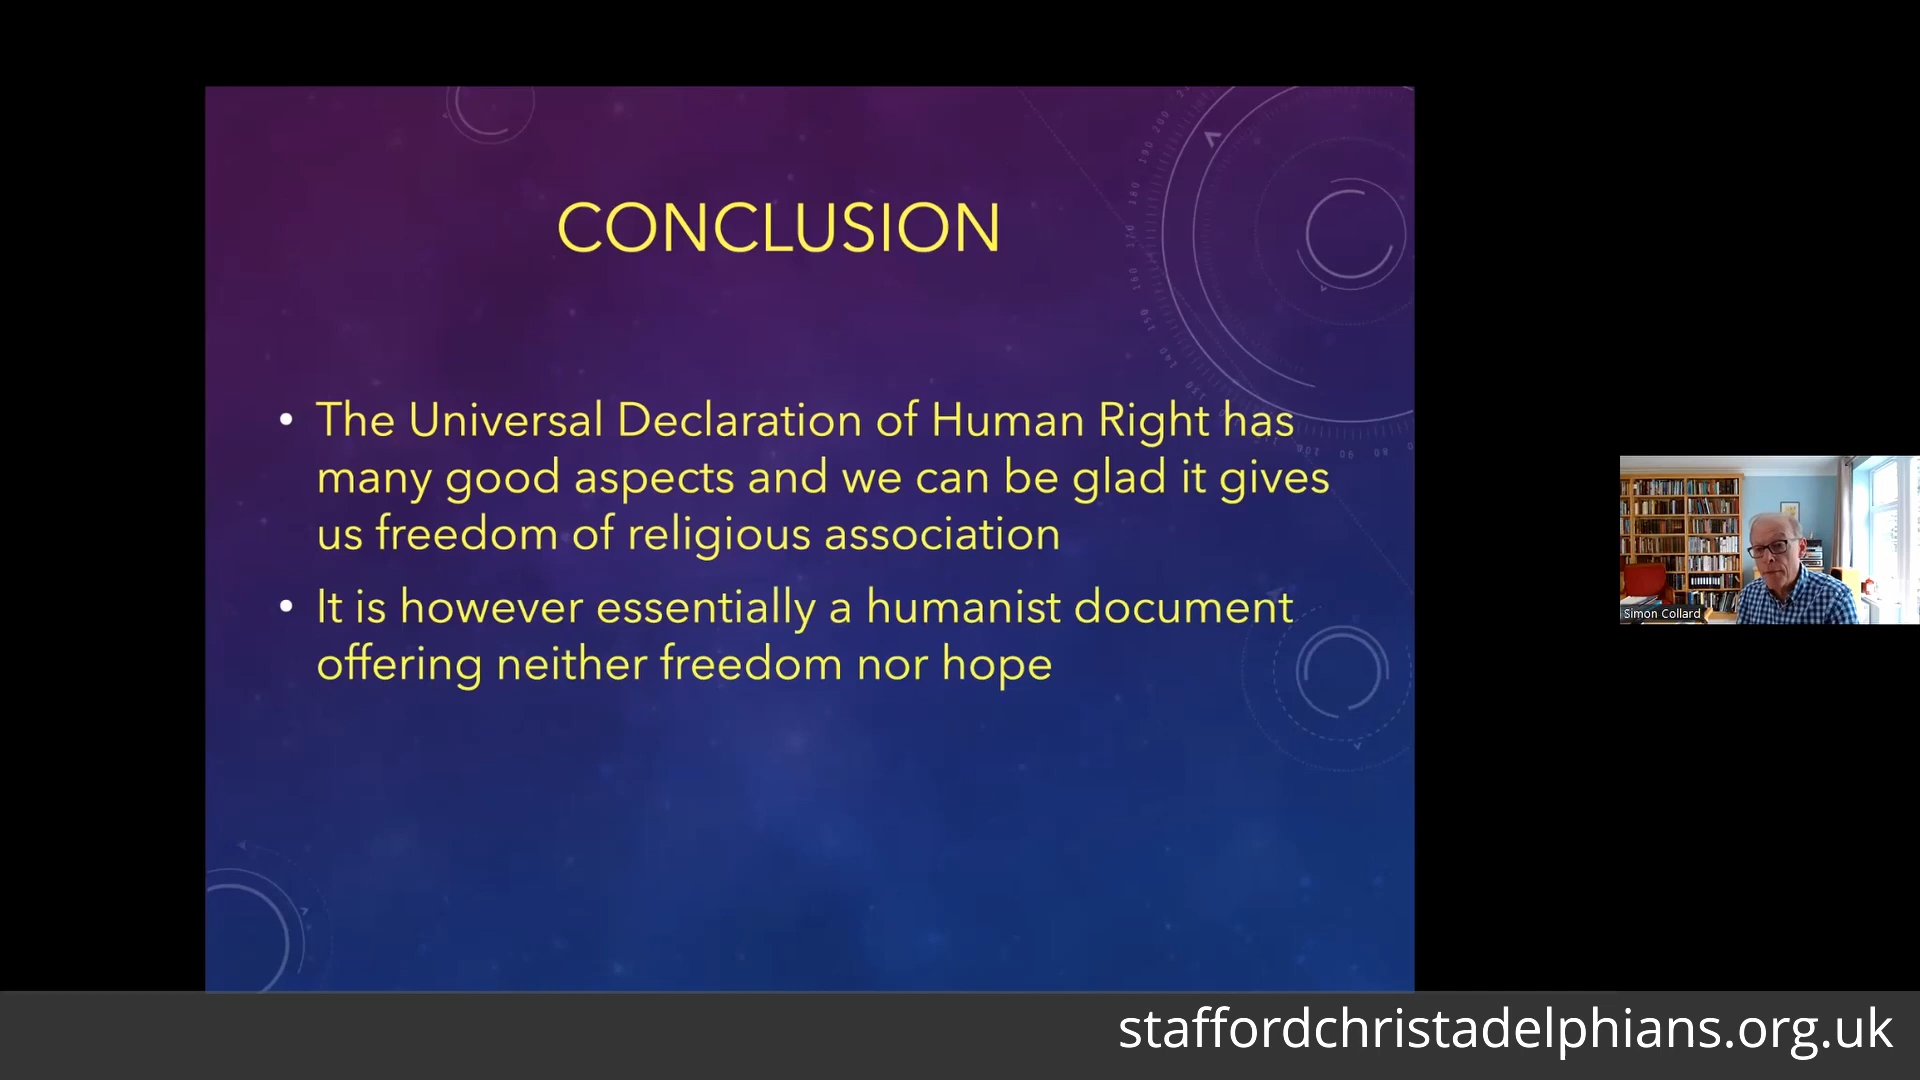 CONCLUSION
• The Universal Declaration of Human Right has
many good aspects and we can be glad it gives
us freedom of religious association
• It is however essentially a humanist document
offering neither freedom nor hope
Simon Collard
staffordchristadelphians.org.uk